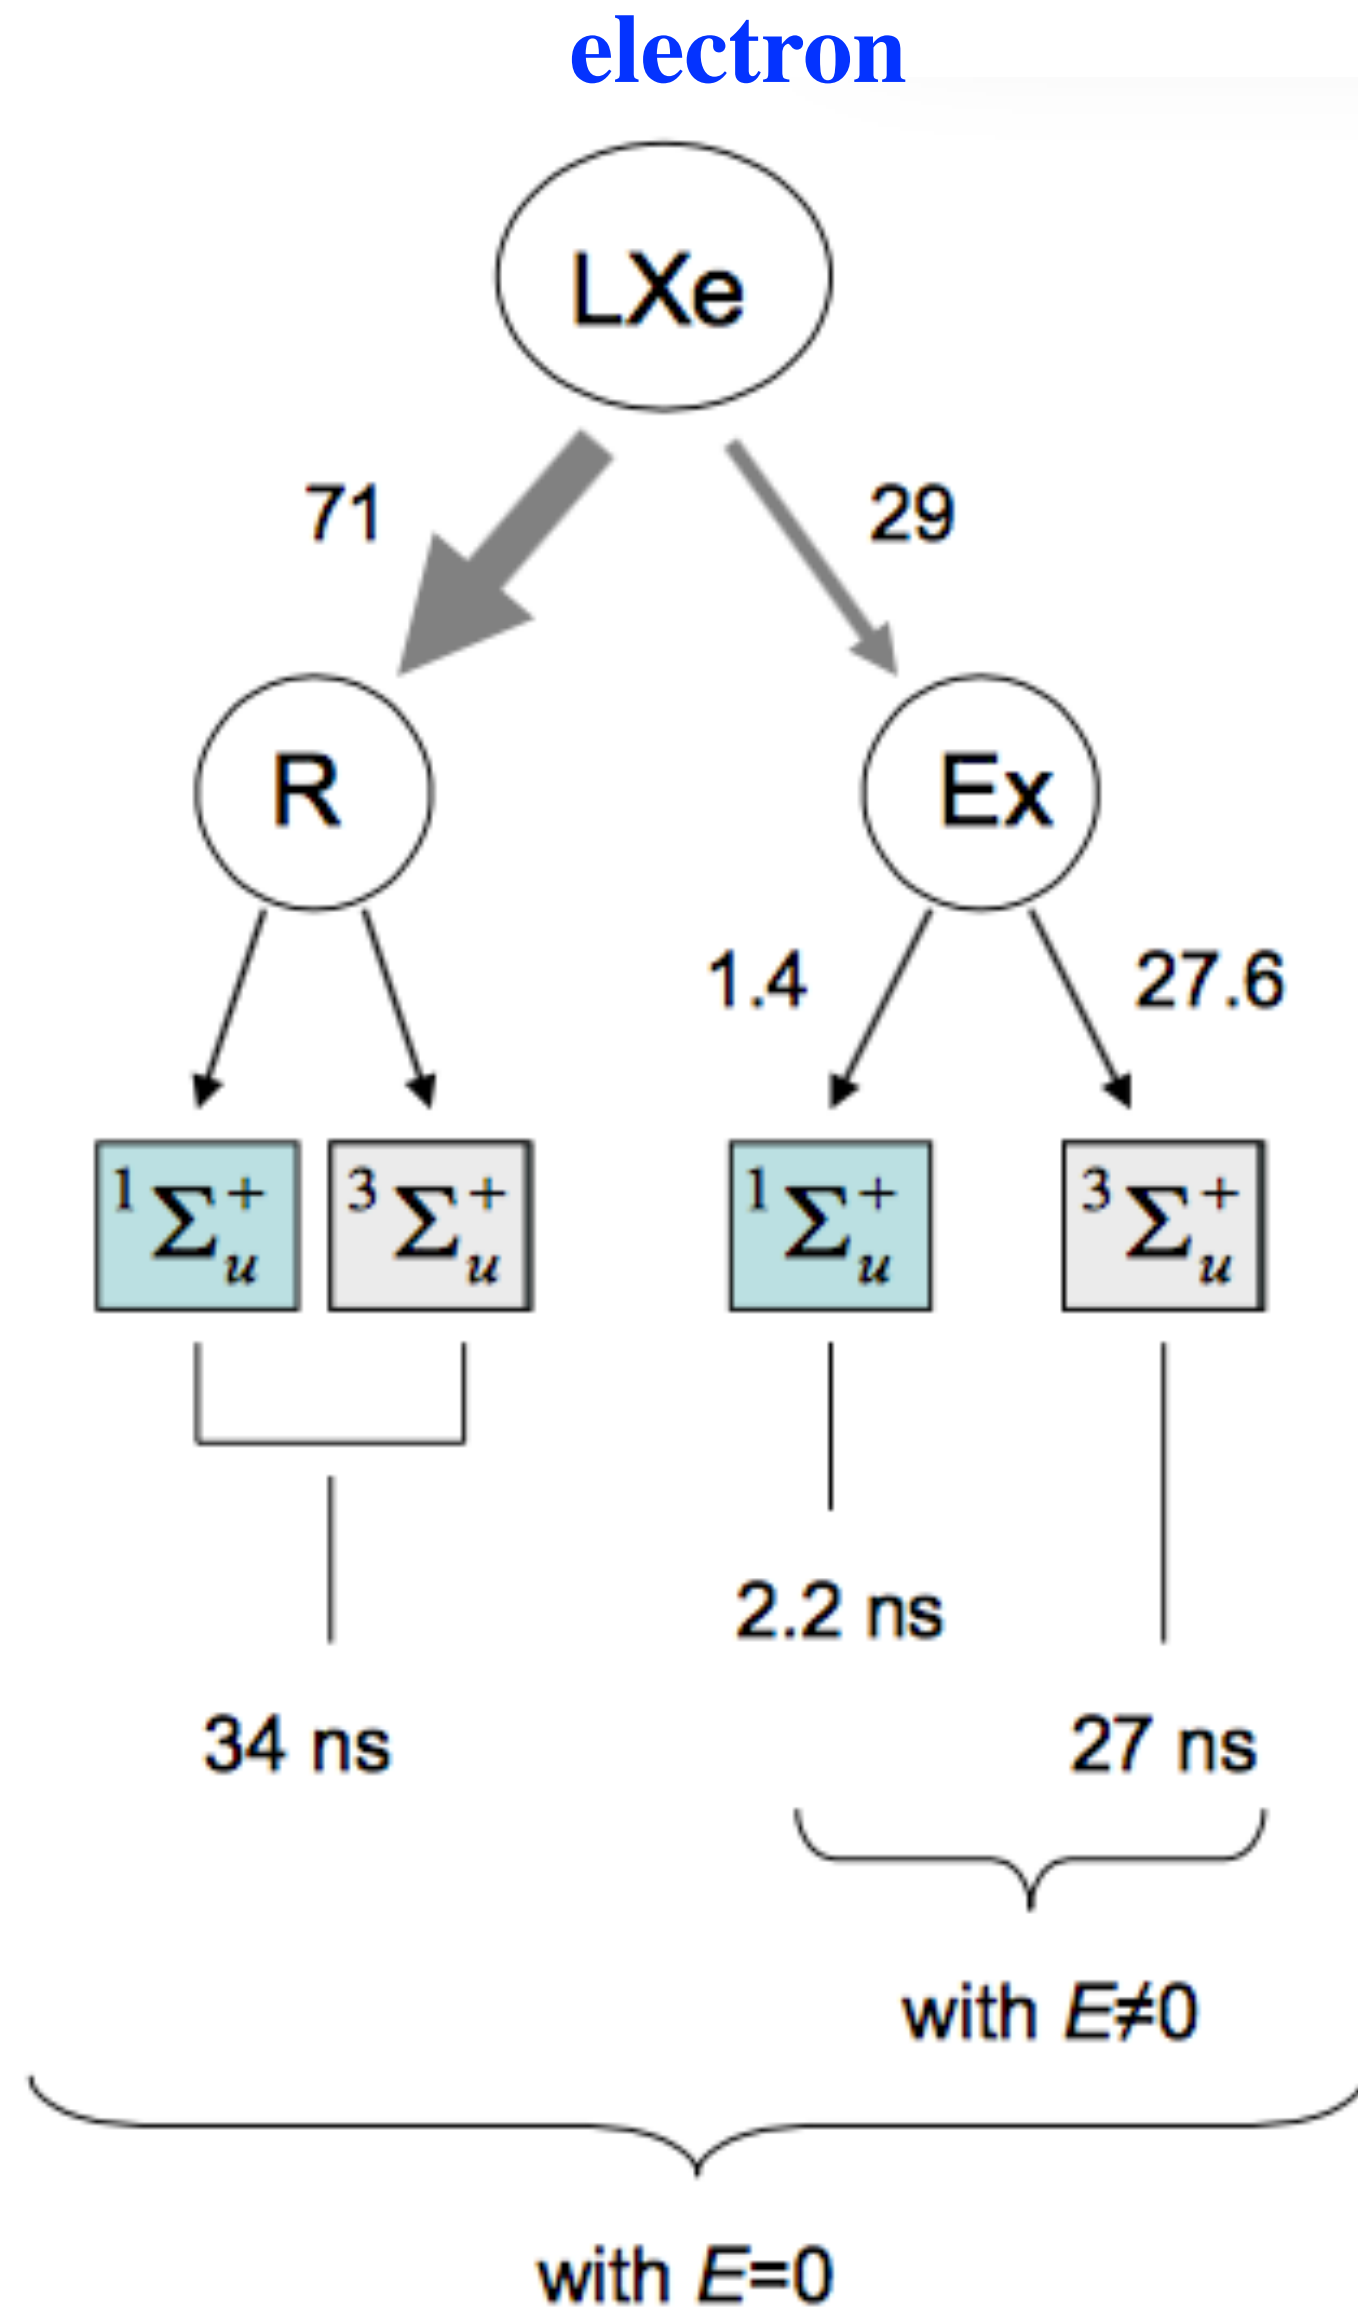 electron
LXe
71 29
R Ex
1.4 27.6
¹Σᵤ⁺ ³Σᵤ⁺ ¹Σᵤ⁺ ³Σᵤ⁺
2.2 ns
34 ns 27 ns
with E≠0
with E=0